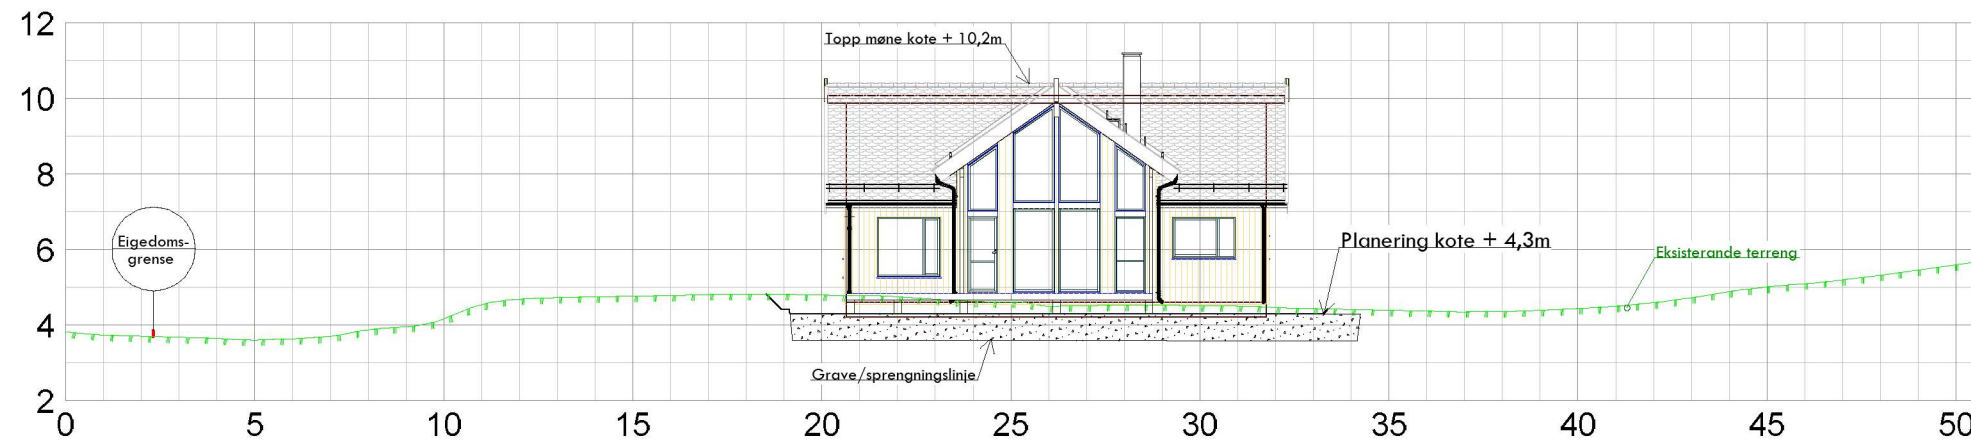 12
10
8
6
4
2
Topp møne kote + 10,2m
Eigedoms-
grense
Planering kote + 4,3m
Eksisterande terreng
Grave/sprengningslinje
0 5 10 15 20 25 30 35 40 45 50